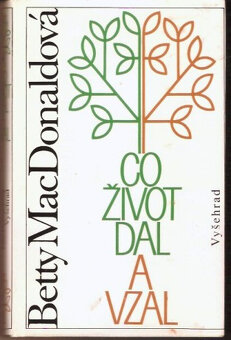 Betty MacDonaldová
CO
ŽIVOT
DAL
A
VZAL
Vyšehrad